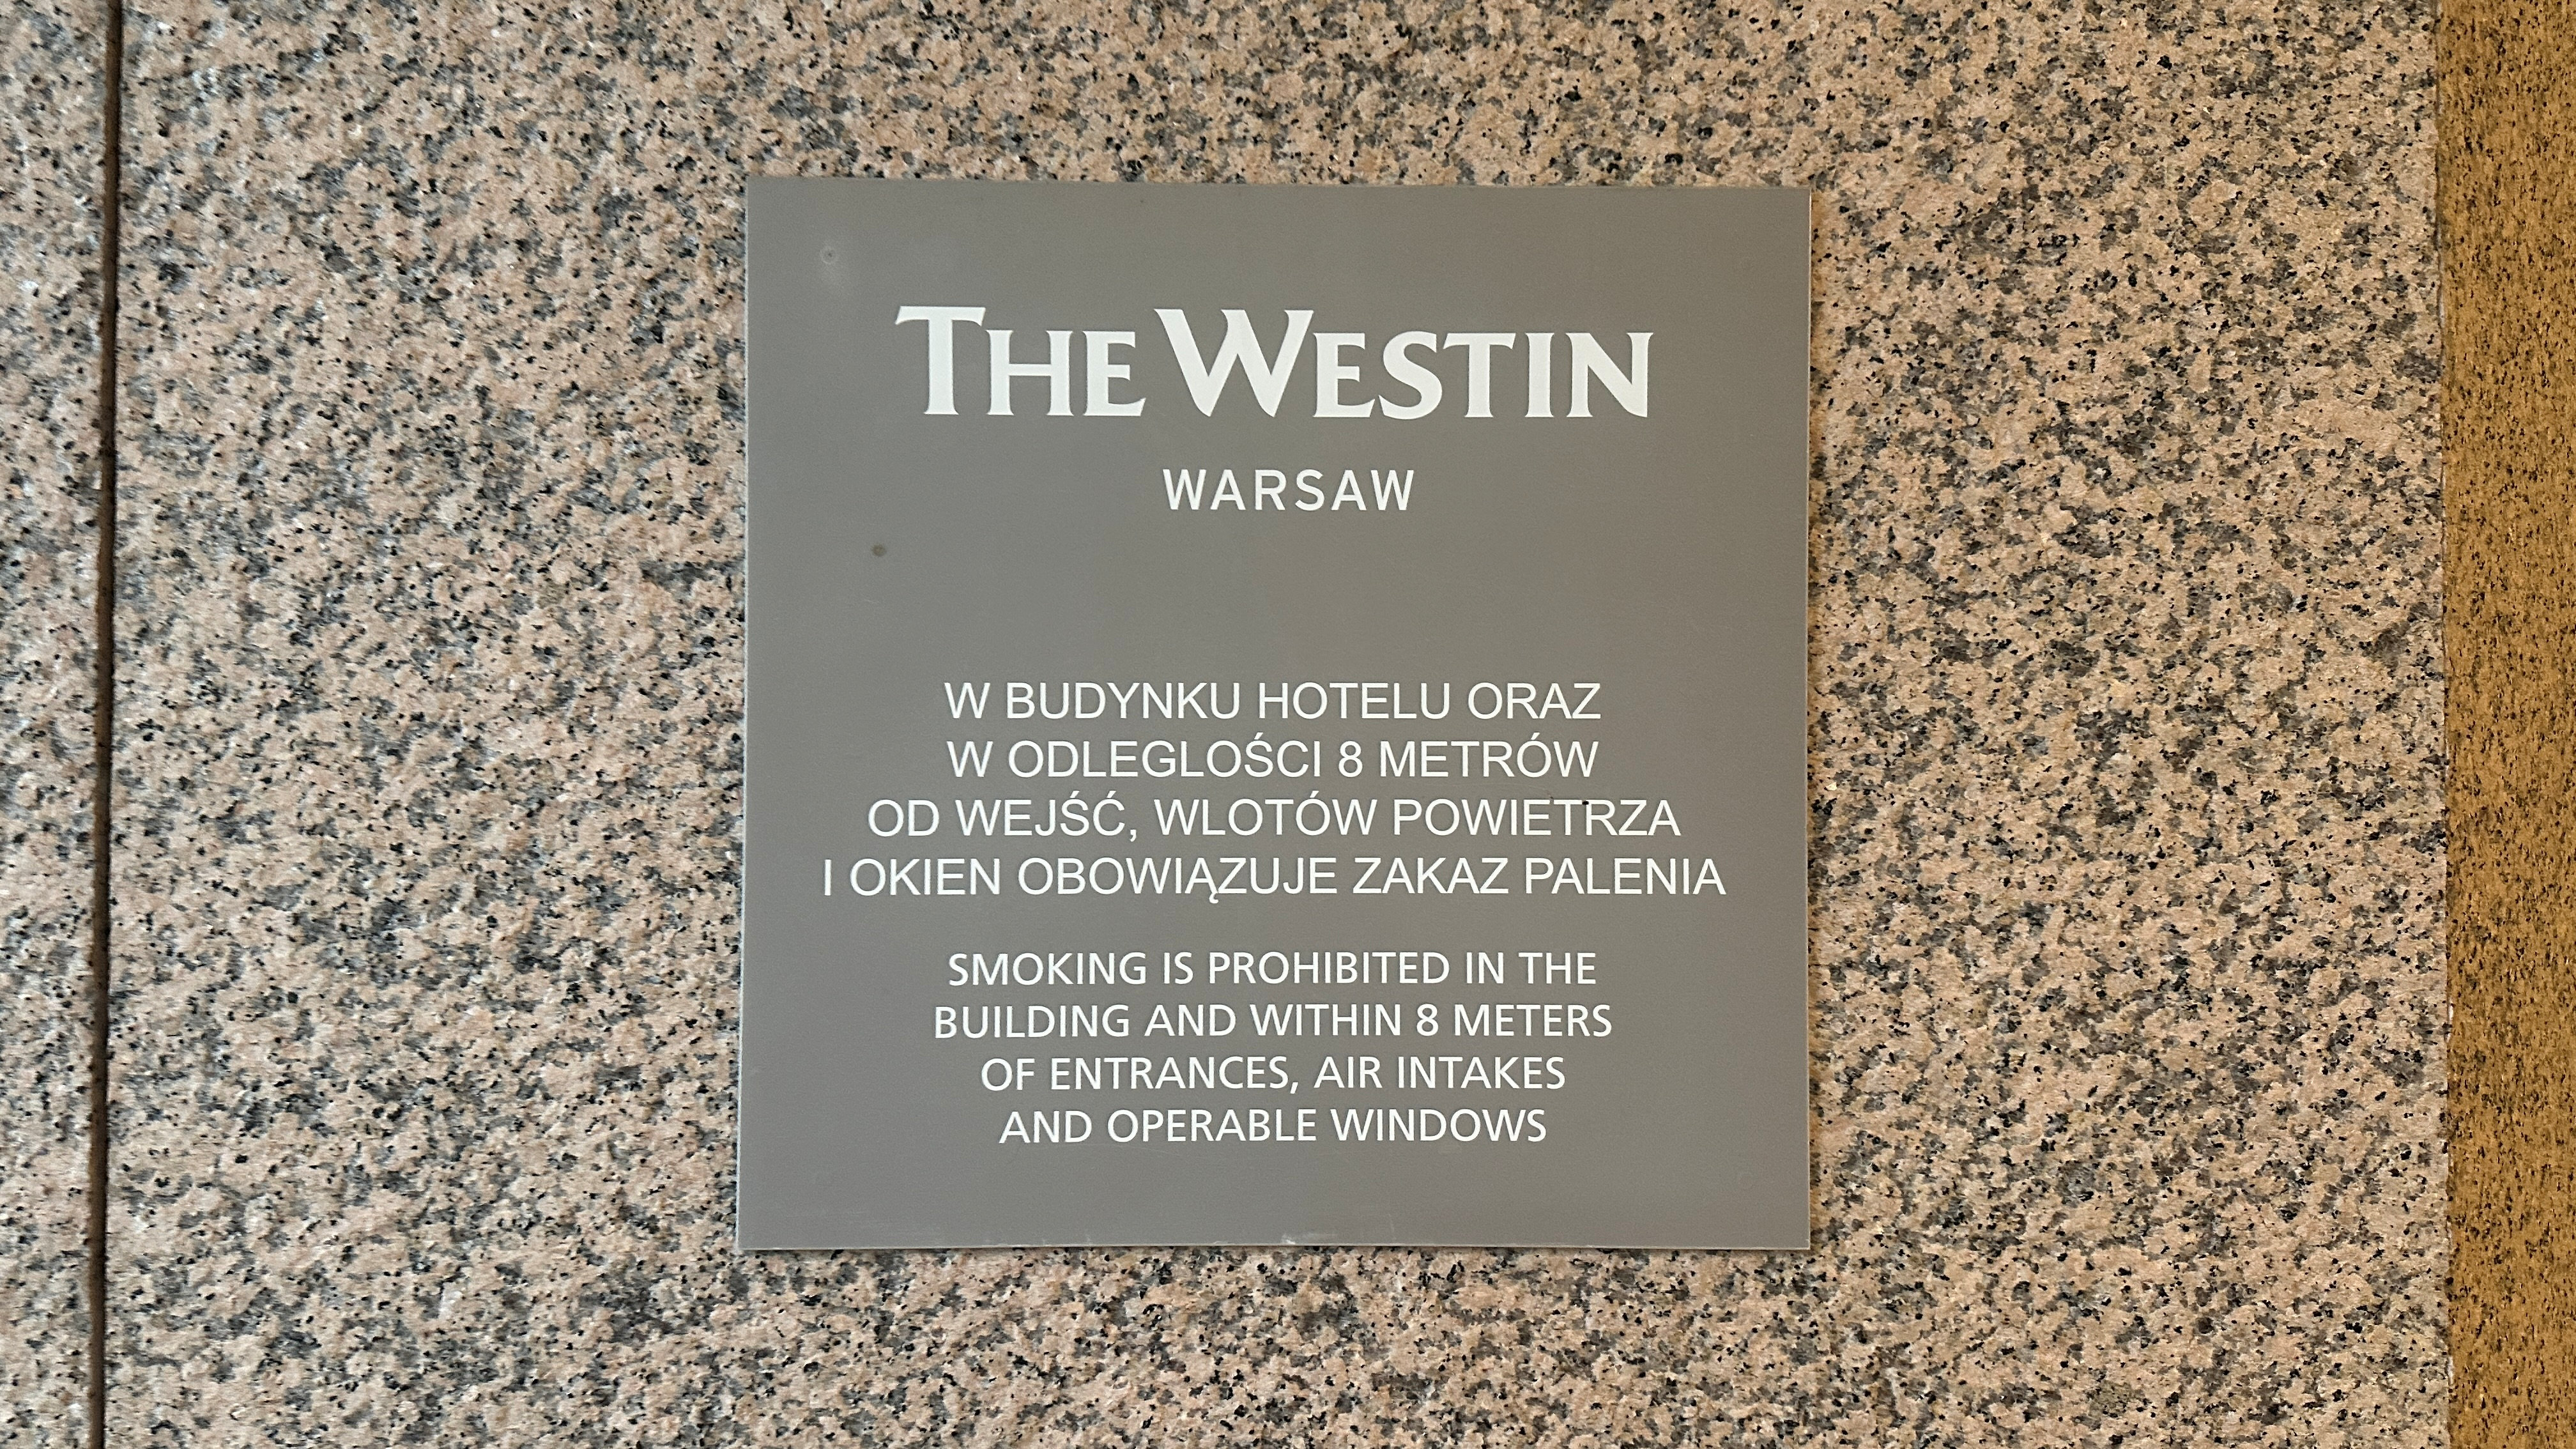 THE WESTIN
WARSAW
W BUDYNKU HOTELU ORAZ
W ODLEGLOŚCI 8 METRÓW
OD WEJŚĆ, WLOTÓW POWIETRZA
I OKIEN OBOWIĄZUJE ZAKAZ PALENIA
SMOKING IS PROHIBITED IN THE
BUILDING AND WITHIN 8 METERS
OF ENTRANCES, AIR INTAKES
AND OPERABLE WINDOWS